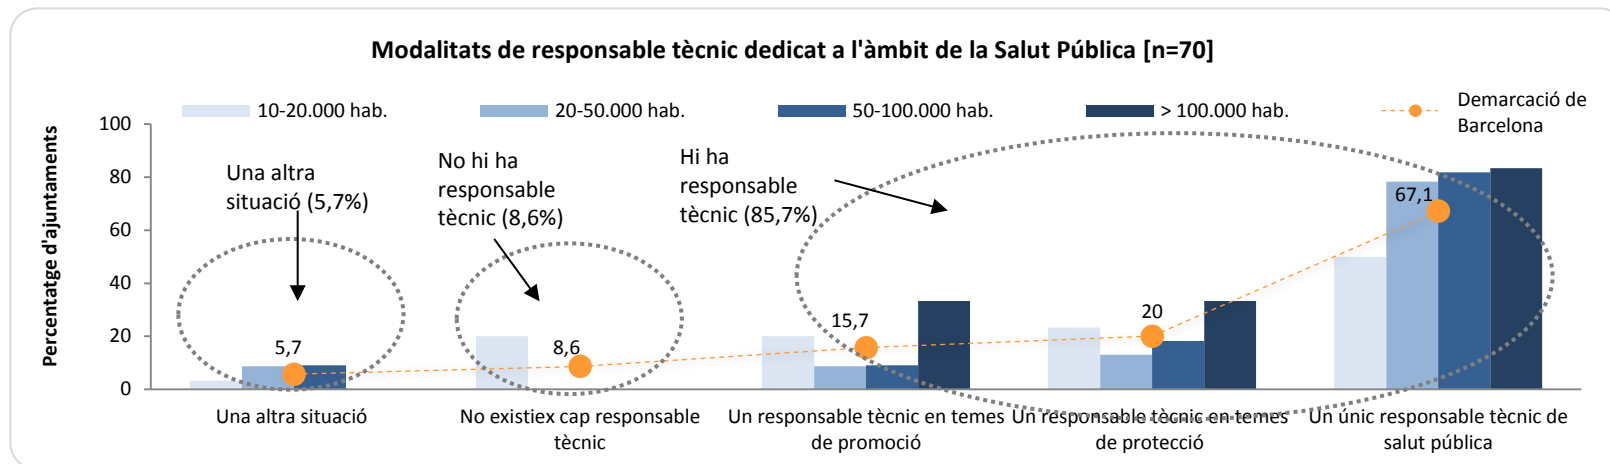 Modalitats de responsable tècnic dedicat a l'àmbit de la Salut Pública [n=70]
10-20.000 hab.
20-50.000 hab.
50-100.000 hab.
> 100.000 hab.
Demarcació de
Barcelona
Percentatge d'ajuntaments
100
80
60
40
20
0
Una altra
situació (5,7%)
No hi ha
responsable
tècnic (8,6%)
Hi ha
responsable
tècnic (85,7%)
5,7
8,6
15,7
20
67,1
Una altra situació
No existiex cap responsable
tècnic
Un responsable tècnic en temes
de promoció
Un responsable tècnic en temes
de protecció
Un únic responsable tècnic de
salut pública